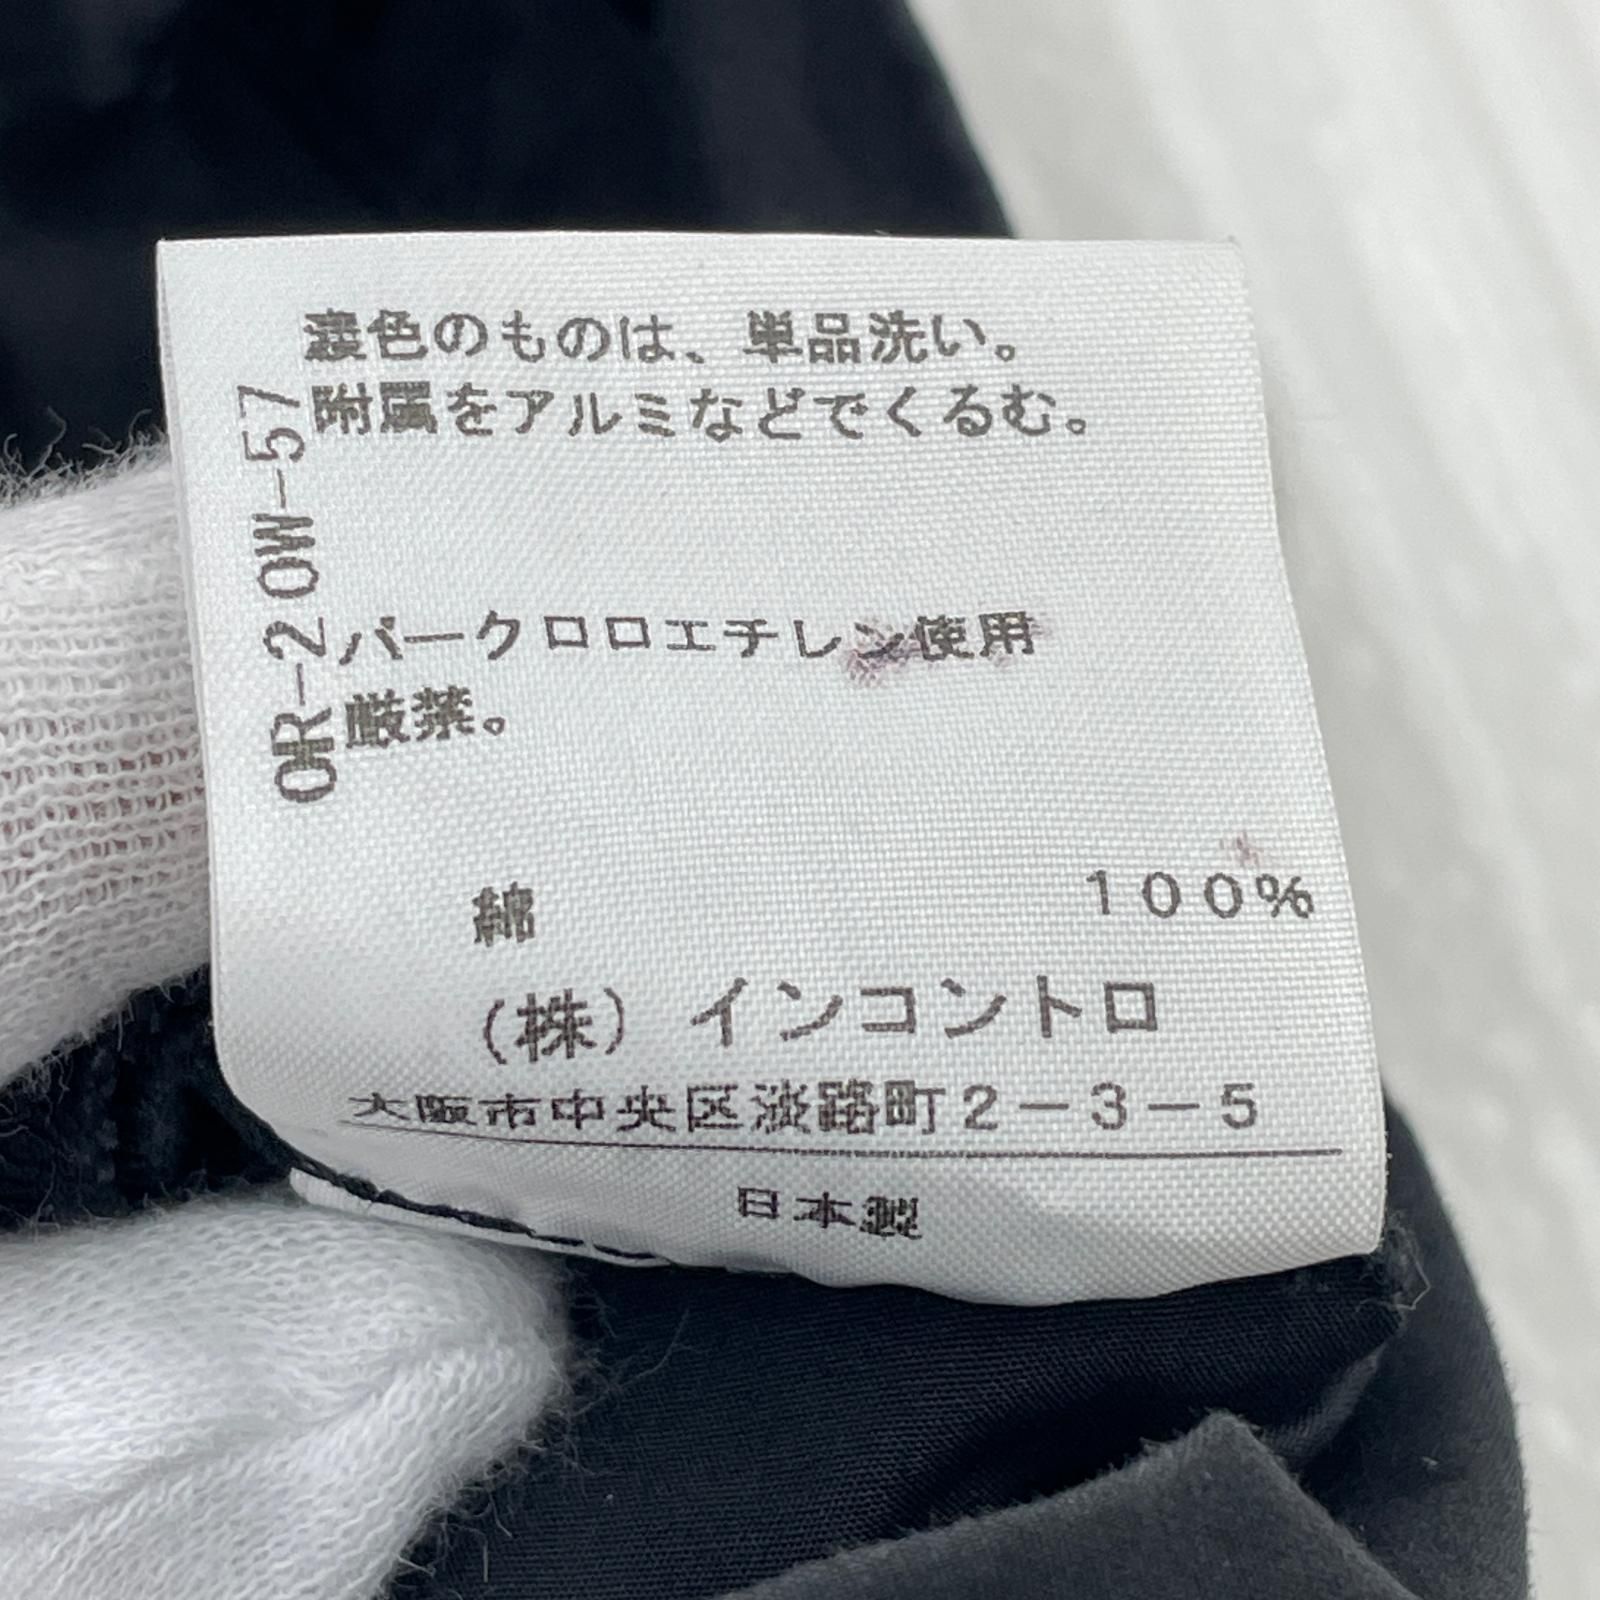 濃色のものは、単品洗い。
附属をアルミなどでくるむ。
パークロロエチレン使用
厳禁。
綿 100%
(株) インコントロ
大阪市中央区淡路町2-3-5
日本製
OR-20W-57